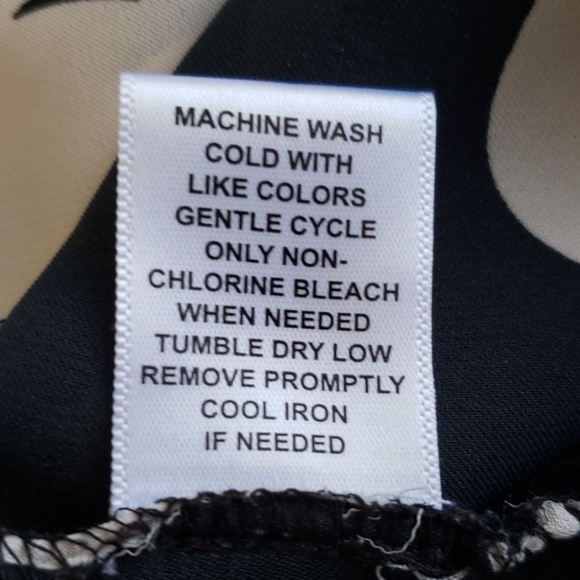 MACHINE WASH
COLD WITH
LIKE COLORS
GENTLE CYCLE
ONLY NON-
CHLORINE BLEACH
WHEN NEEDED
TUMBLE DRY LOW
REMOVE PROMPTLY
COOL IRON
IF NEEDED